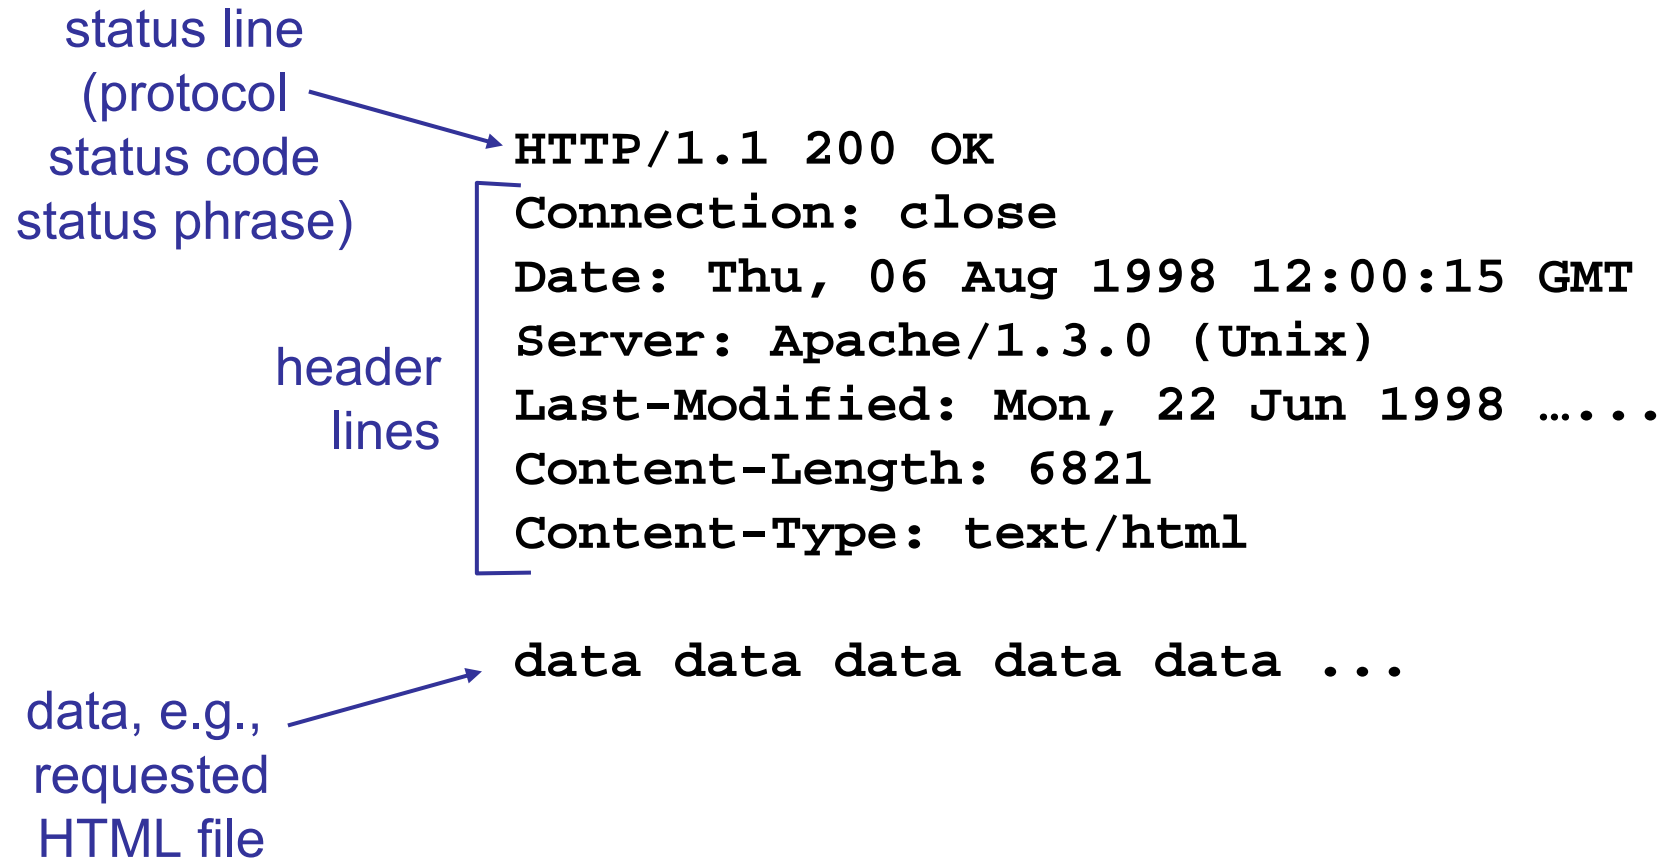 status line
(protocol
status code
status phrase)
HTTP/1.1 200 OK
Connection: close
Date: Thu, 06 Aug 1998 12:00:15 GMT
Server: Apache/1.3.0 (Unix)
Last-Modified: Mon, 22 Jun 1998 …...
Content-Length: 6821
Content-Type: text/html
header
lines
data data data data data ...
data, e.g.,
requested
HTML file